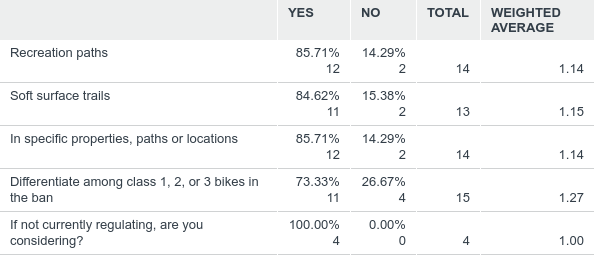 YES NO TOTAL WEIGHTED
AVERAGE
Recreation paths 85.71% 14.29%
12 2 14 1.14
Soft surface trails 84.62% 15.38%
11 2 13 1.15
In specific properties, paths or locations 85.71% 14.29%
12 2 14 1.14
Differentiate among class 1, 2, or 3 bikes in 73.33% 26.67%
the ban 11 4 15 1.27
If not currently regulating, are you 100.00% 0.00%
considering? 4 0 4 1.00